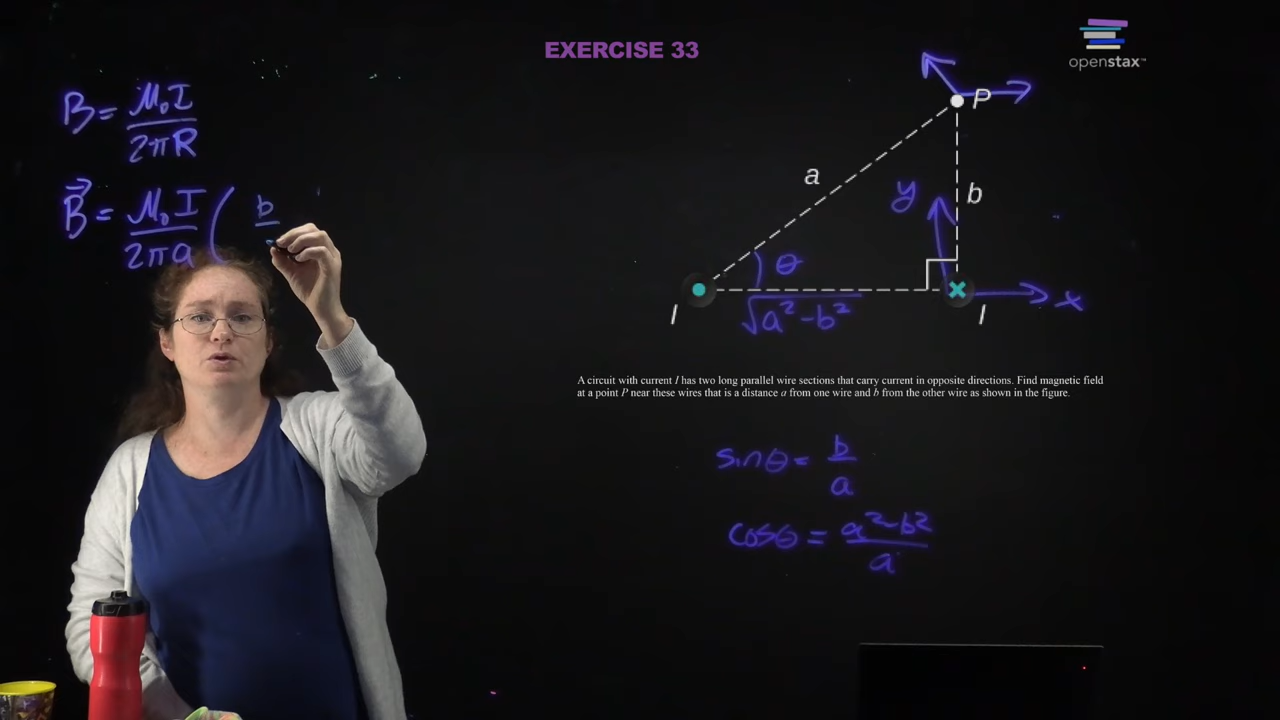 EXERCISE 33
openstax™
B = μ₀I / 2πR
B⃗ = μ₀I / 2πa ( b /
P
a
b
y
θ
√a²-b²
x
I
I
A circuit with current I has two long parallel wire sections that carry current in opposite directions. Find magnetic field
at a point P near these wires that is a distance a from one wire and b from the other wire as shown in the figure.
sinθ = b / a
cosθ = a²-b² / a